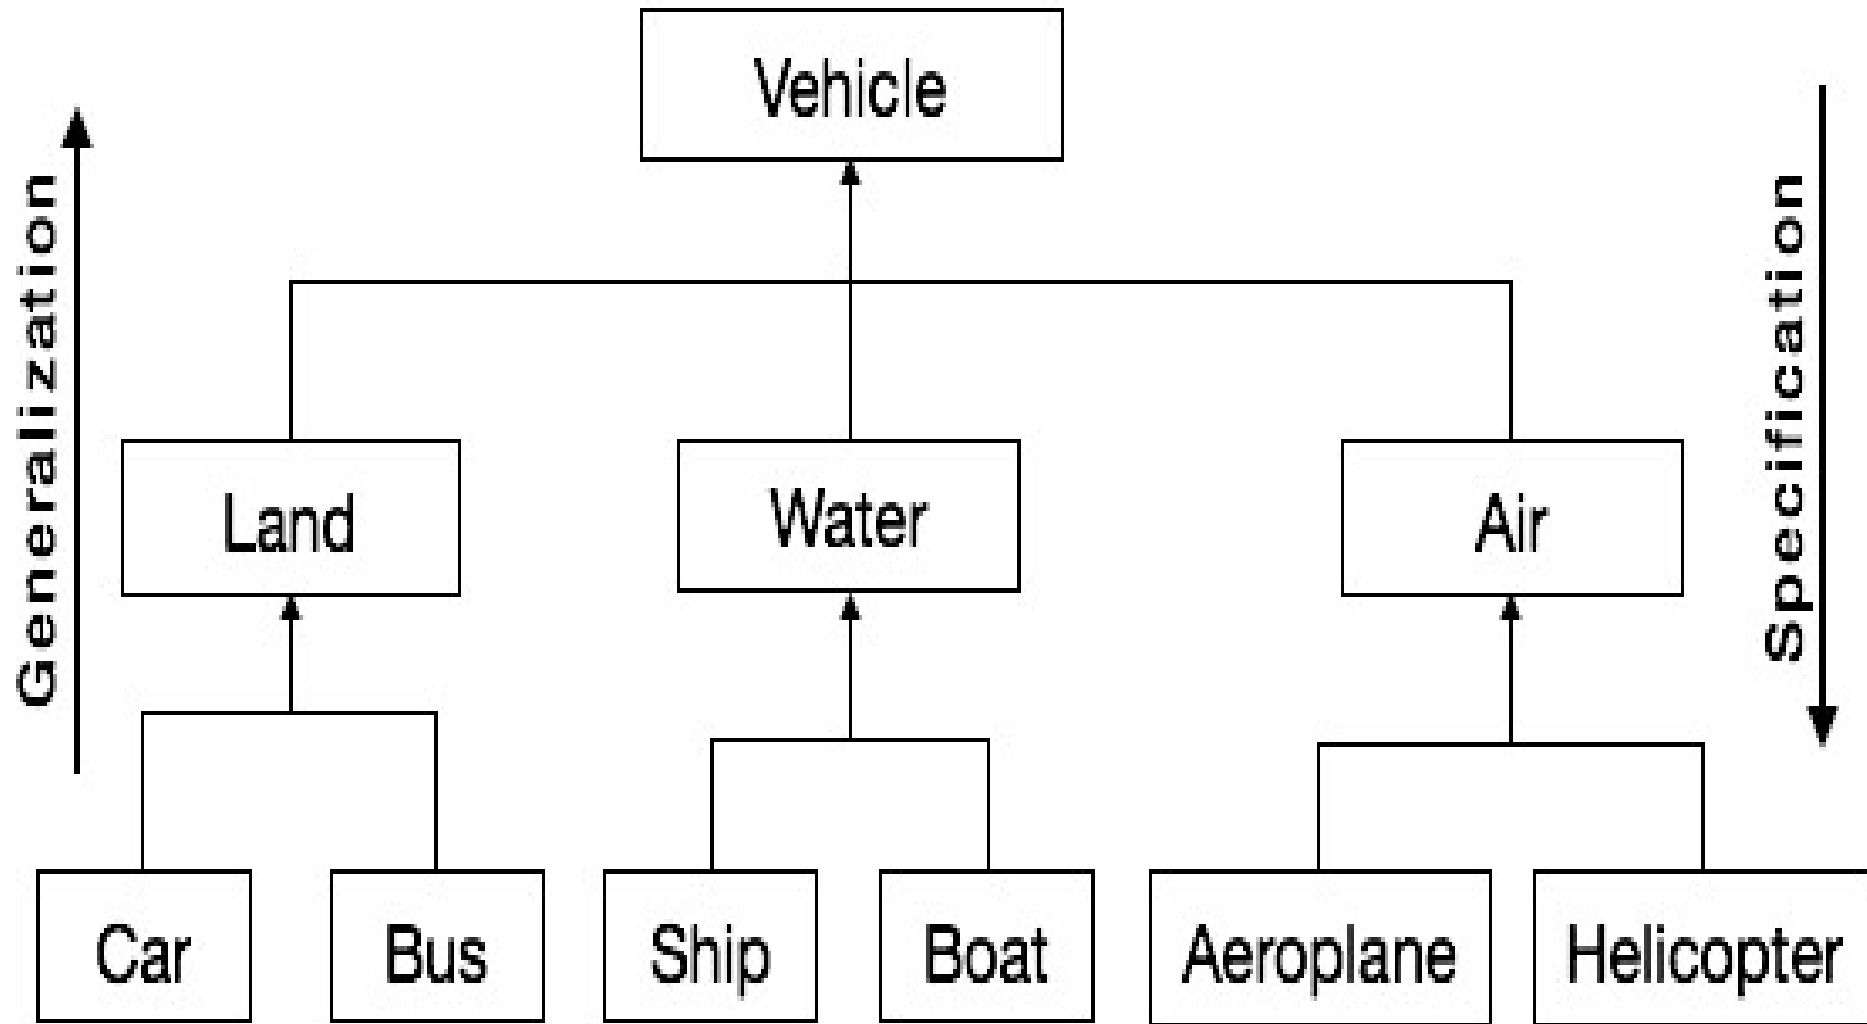 Vehicle
Generalization
Specification
Land
Water
Air
Car
Bus
Ship
Boat
Aeroplane
Helicopter